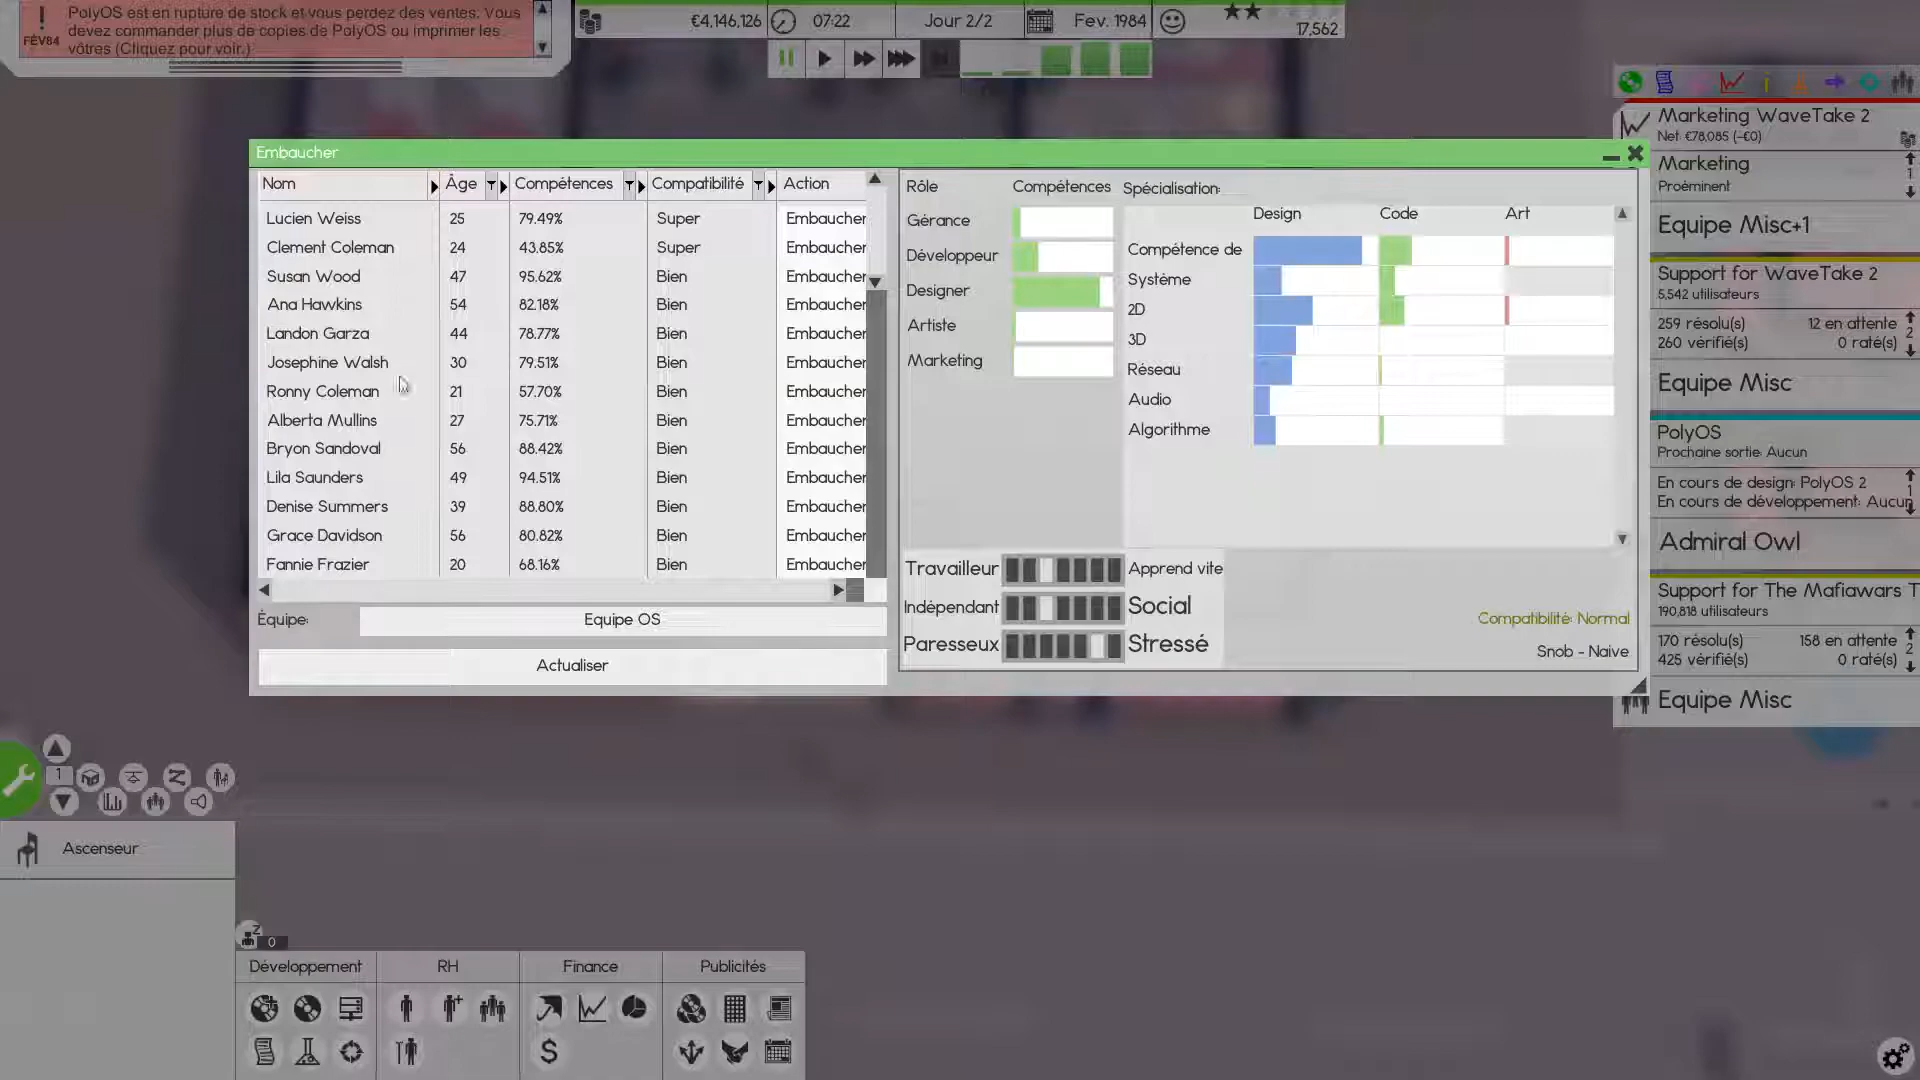 PolyOS est en rupture de stock et vous perdez des ventes. Vous
devez commander plus de copies de PolyOS ou imprimer les
vôtres (Cliquez pour voir.)
FÉV84
€4,146,126
07:22
Jour 2/2
Fev. 1984
17,562
Embaucher
Nom
Âge
Compétences
Compatibilité
Action
Lucien Weiss 25 79.49% Super Embaucher
Clement Coleman 24 43.85% Super Embaucher
Susan Wood 47 95.62% Bien Embaucher
Ana Hawkins 54 82.18% Bien Embaucher
Landon Garza 44 78.77% Bien Embaucher
Josephine Walsh 30 79.51% Bien Embaucher
Ronny Coleman 21 57.70% Bien Embaucher
Alberta Mullins 27 75.71% Bien Embaucher
Bryon Sandoval 56 88.42% Bien Embaucher
Lila Saunders 49 94.51% Bien Embaucher
Denise Summers 39 88.80% Bien Embaucher
Grace Davidson 56 80.82% Bien Embaucher
Fannie Frazier 20 68.16% Bien Embaucher
Équipe:
Equipe OS
Actualiser
Rôle
Compétences
Gérance
Développeur
Designer
Artiste
Marketing
Spécialisation:
Design
Code
Art
Compétence de
Système
2D
3D
Réseau
Audio
Algorithme
Travailleur
Apprend vite
Indépendant
Social
Paresseux
Stressé
Compatibilité: Normal
Snob - Naive
Marketing WaveTake 2
Net: €78,085 (-€0)
Marketing
Proéminent
1
Equipe Misc+1
Support for WaveTake 2
5,542 utilisateurs
259 résolu(s)
12 en attente
260 vérifié(s)
0 raté(s)
2
Equipe Misc
PolyOS
Prochaine sortie: Aucun
En cours de design: PolyOS 2
En cours de développement: Aucun
1
Admiral Owl
Support for The Mafiawars T
190,818 utilisateurs
170 résolu(s)
158 en attente
425 vérifié(s)
0 raté(s)
2
Equipe Misc
1
Ascenseur
Z
0
Développement
RH
Finance
Publicités